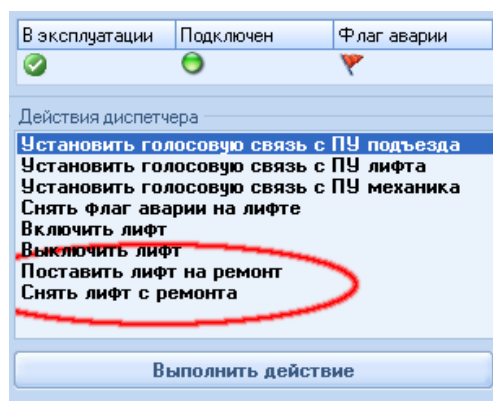 В эксплуатации Подключен Флаг аварии
Действия диспетчера
Установить голосовую связь с ПУ подъезда
Установить голосовую связь с ПУ лифта
Установить голосовую связь с ПУ механика
Снять флаг аварии на лифте
Включить лифт
Выключить лифт
Поставить лифт на ремонт
Снять лифт с ремонта
Выполнить действие